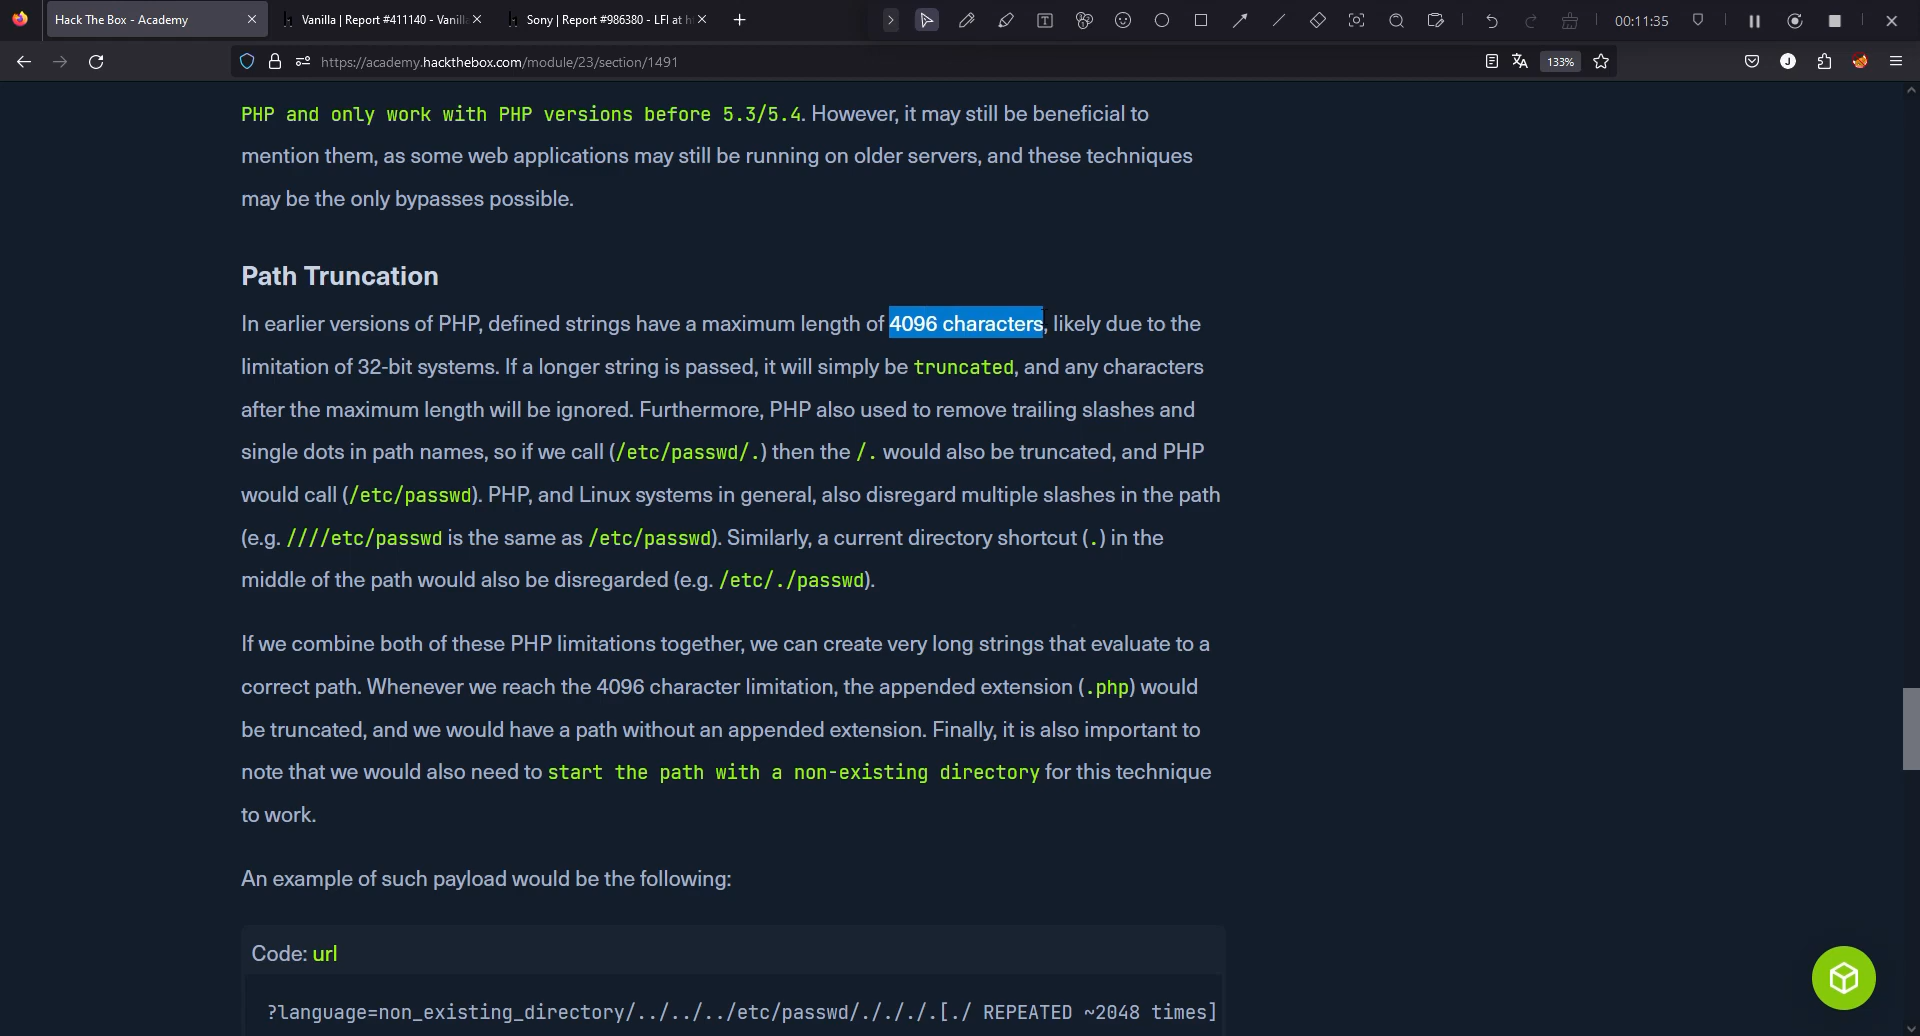 Hack The Box - Academy
Vanilla | Report #411140 - Vanill
Sony | Report #986380 - LFI at h
00:11:35
https://academy.hackthebox.com/module/23/section/1491
133%
J
PHP and only work with PHP versions before 5.3/5.4. However, it may still be beneficial to
mention them, as some web applications may still be running on older servers, and these techniques
may be the only bypasses possible.
Path Truncation
In earlier versions of PHP, defined strings have a maximum length of 4096 characters, likely due to the
limitation of 32-bit systems. If a longer string is passed, it will simply be truncated, and any characters
after the maximum length will be ignored. Furthermore, PHP also used to remove trailing slashes and
single dots in path names, so if we call (/etc/passwd/.) then the /. would also be truncated, and PHP
would call (/etc/passwd). PHP, and Linux systems in general, also disregard multiple slashes in the path
(e.g. ////etc/passwd is the same as /etc/passwd). Similarly, a current directory shortcut (.) in the
middle of the path would also be disregarded (e.g. /etc/./passwd).
If we combine both of these PHP limitations together, we can create very long strings that evaluate to a
correct path. Whenever we reach the 4096 character limitation, the appended extension (.php) would
be truncated, and we would have a path without an appended extension. Finally, it is also important to
note that we would also need to start the path with a non-existing directory for this technique
to work.
An example of such payload would be the following:
Code: url
?language=non_existing_directory/../../../etc/passwd/./././.[./ REPEATED ~2048 times]